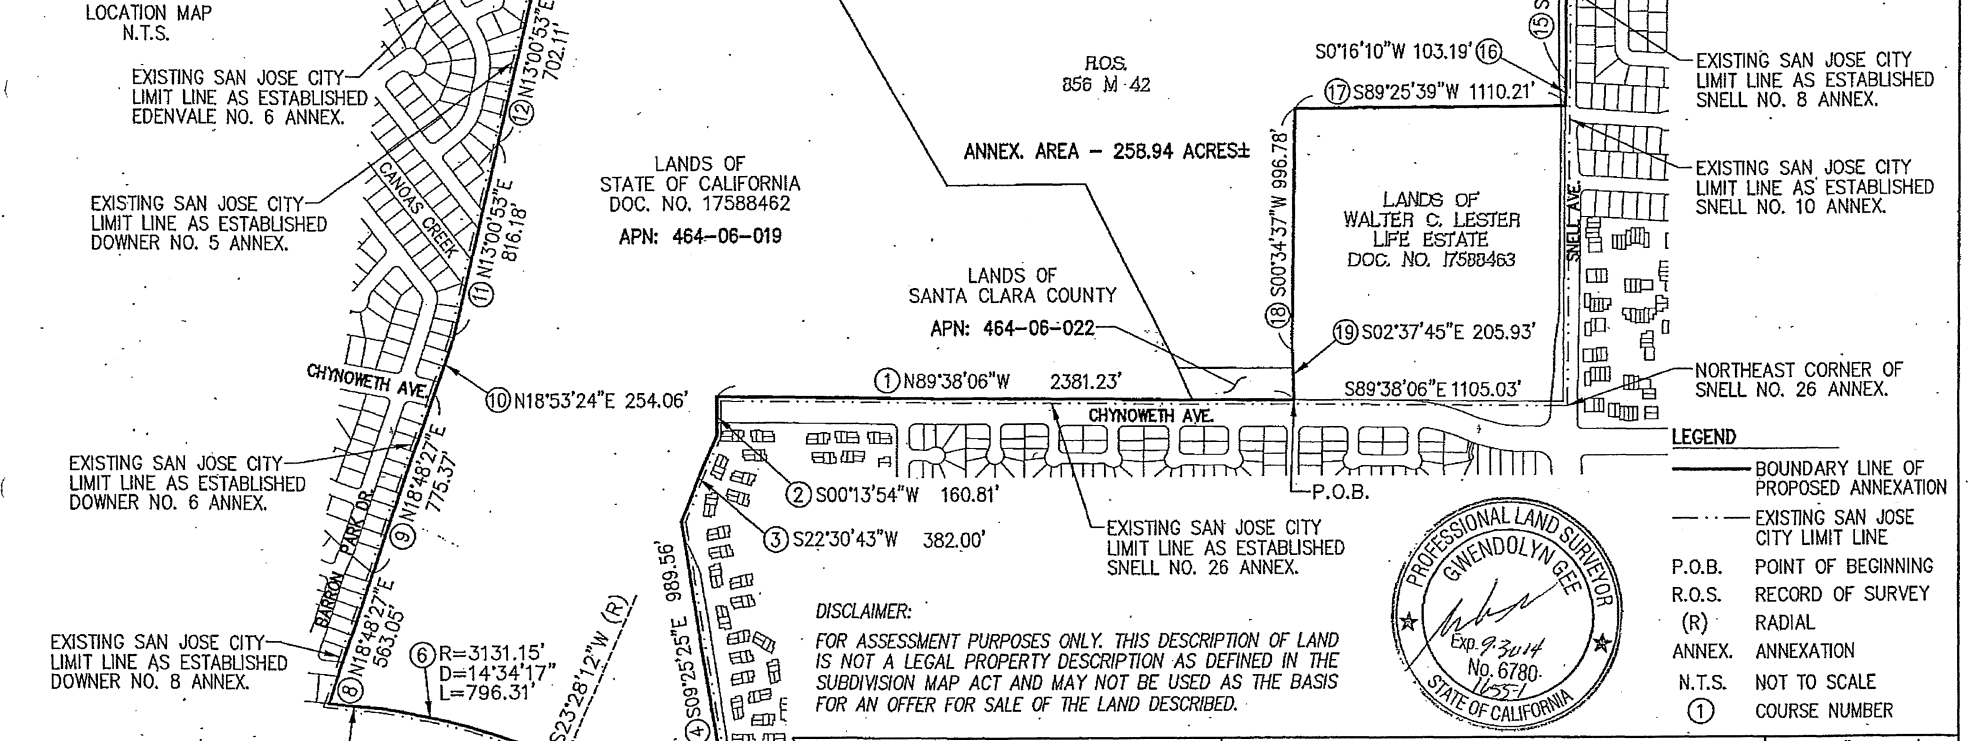 LOCATION MAP
N.T.S.
EXISTING SAN JOSE CITY
LIMIT LINE AS ESTABLISHED
EDENVALE NO. 6 ANNEX.
EXISTING SAN JOSE CITY
LIMIT LINE AS ESTABLISHED
DOWNER NO. 5 ANNEX.
EXISTING SAN JOSE CITY
LIMIT LINE AS ESTABLISHED
DOWNER NO. 6 ANNEX.
EXISTING SAN JOSE CITY
LIMIT LINE AS ESTABLISHED
DOWNER NO. 8 ANNEX.
12 N13°00'53"E
702.11'
CANOAS CREEK
11 N13°00'53"E
816.18'
CHYNOWETH AVE.
10 N18°53'24"E 254.06'
9 N18°48'27"E
775.37'
BARRON PARK DR.
8 N18°48'27"E
563.05'
6 R=3131.15'
D=14°34'17"
L=796.31'
S23°28'12"W (R)
LANDS OF
STATE OF CALIFORNIA
DOC. NO. 17588462
APN: 464-06-019
R.O.S.
856 M 42
ANNEX. AREA - 258.94 ACRES±
LANDS OF
SANTA CLARA COUNTY
APN: 464-06-022
1 N89°38'06"W 2381.23'
CHYNOWETH AVE.
2 S00°13'54"W 160.81'
3 S22°30'43"W 382.00'
4 S09°25'25"E 989.56'
15 S
S0°16'10"W 103.19' 16
17 S89°25'39"W 1110.21'
18 S00°34'37"W 996.78'
LANDS OF
WALTER C. LESTER
LIFE ESTATE
DOC. NO. 17588463
19 S02°37'45"E 205.93'
S89°38'06"E 1105.03'
SNELL AVE.
P.O.B.
EXISTING SAN JOSE CITY
LIMIT LINE AS ESTABLISHED
SNELL NO. 26 ANNEX.
EXISTING SAN JOSE CITY
LIMIT LINE AS ESTABLISHED
SNELL NO. 8 ANNEX.
EXISTING SAN JOSE CITY
LIMIT LINE AS ESTABLISHED
SNELL NO. 10 ANNEX.
NORTHEAST CORNER OF
SNELL NO. 26 ANNEX.
DISCLAIMER:
FOR ASSESSMENT PURPOSES ONLY. THIS DESCRIPTION OF LAND
IS NOT A LEGAL PROPERTY DESCRIPTION AS DEFINED IN THE
SUBDIVISION MAP ACT AND MAY NOT BE USED AS THE BASIS
FOR AN OFFER FOR SALE OF THE LAND DESCRIBED.
PROFESSIONAL LAND SURVEYOR
GWENDOLYN GEE
Exp. 9-30-14
No. 6780
STATE OF CALIFORNIA
LEGEND
BOUNDARY LINE OF
PROPOSED ANNEXATION
EXISTING SAN JOSE
CITY LIMIT LINE
P.O.B. POINT OF BEGINNING
R.O.S. RECORD OF SURVEY
(R) RADIAL
ANNEX. ANNEXATION
N.T.S. NOT TO SCALE
1 COURSE NUMBER